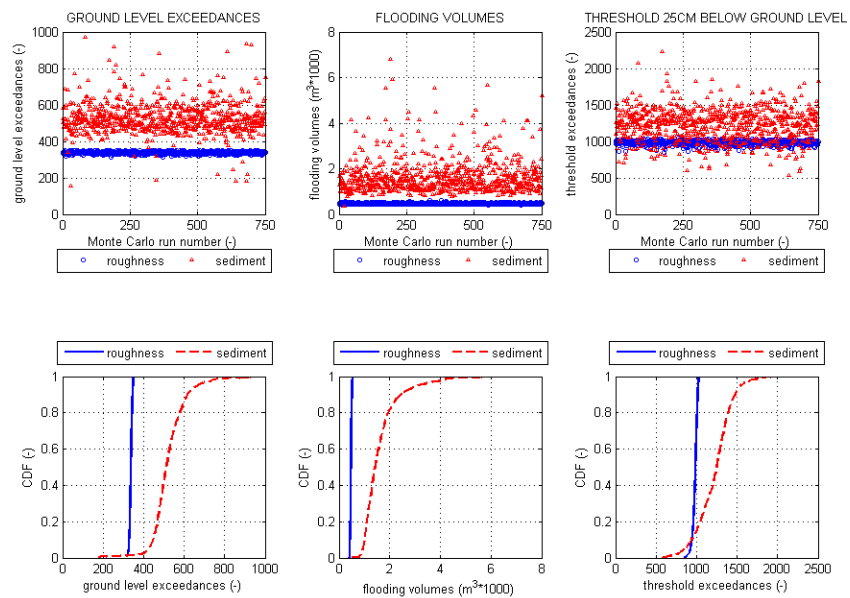 GROUND LEVEL EXCEEDANCES
1000
800
600
400
200
0
ground level exceedances (-)
0 250 500 750
Monte Carlo run number (-)
roughness sediment
FLOODING VOLUMES
8
6
4
2
0
flooding volumes (m³*1000)
0 250 500 750
Monte Carlo run number (-)
roughness sediment
THRESHOLD 25CM BELOW GROUND LEVEL
2500
2000
1500
1000
500
0
threshold exceedances (-)
0 250 500 750
Monte Carlo run number (-)
roughness sediment
roughness sediment
1
0.8
0.6
0.4
0.2
0
CDF (-)
0 200 400 600 800 1000
ground level exceedances (-)
roughness sediment
1
0.8
0.6
0.4
0.2
0
CDF (-)
0 2 4 6 8
flooding volumes (m³*1000)
roughness sediment
1
0.8
0.6
0.4
0.2
0
CDF (-)
0 500 1000 1500 2000 2500
threshold exceedances (-)